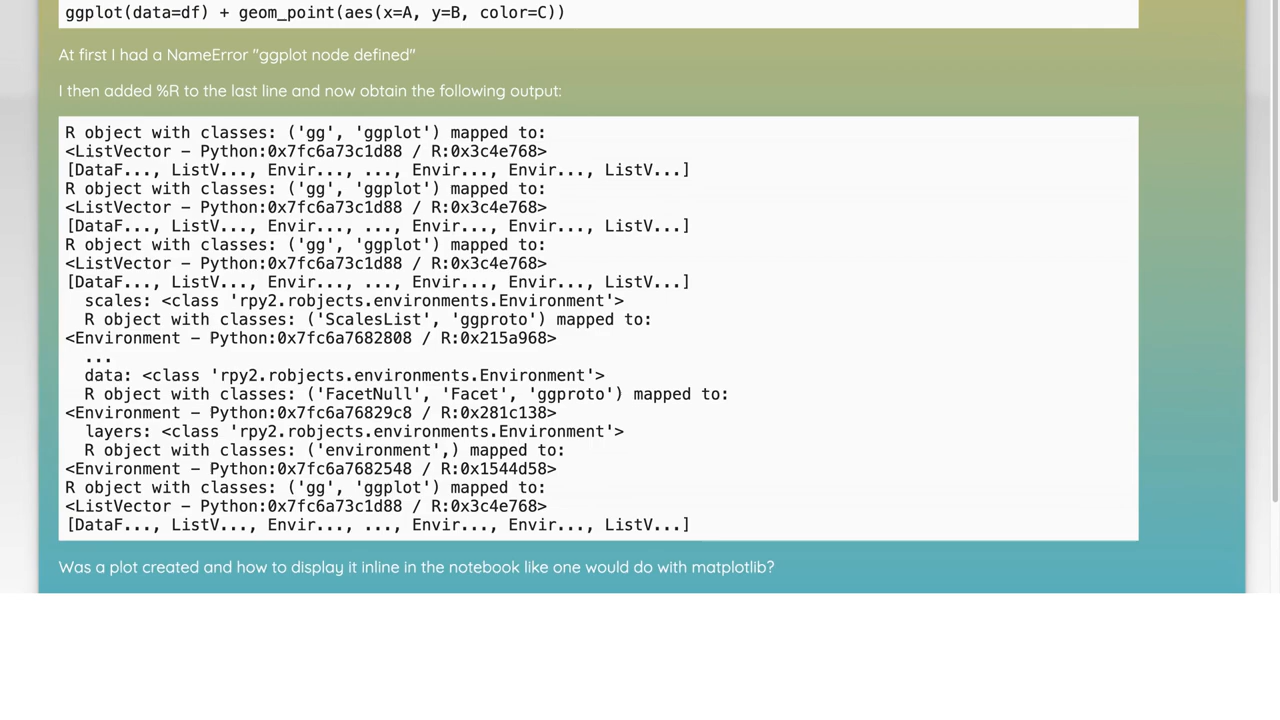 ggplot(data=df) + geom_point(aes(x=A, y=B, color=C))
At first I had a NameError "ggplot node defined"
I then added %R to the last line and now obtain the following output:
R object with classes: ('gg', 'ggplot') mapped to:
<ListVector - Python:0x7fc6a73c1d88 / R:0x3c4e768>
[DataF..., ListV..., Envir..., ..., Envir..., Envir..., ListV...]
R object with classes: ('gg', 'ggplot') mapped to:
<ListVector - Python:0x7fc6a73c1d88 / R:0x3c4e768>
[DataF..., ListV..., Envir..., ..., Envir..., Envir..., ListV...]
R object with classes: ('gg', 'ggplot') mapped to:
<ListVector - Python:0x7fc6a73c1d88 / R:0x3c4e768>
[DataF..., ListV..., Envir..., ..., Envir..., Envir..., ListV...]
scales: <class 'rpy2.robjects.environments.Environment'>
R object with classes: ('ScalesList', 'ggproto') mapped to:
<Environment - Python:0x7fc6a7682808 / R:0x215a968>
...
data: <class 'rpy2.robjects.environments.Environment'>
R object with classes: ('FacetNull', 'Facet', 'ggproto') mapped to:
<Environment - Python:0x7fc6a76829c8 / R:0x281c138>
layers: <class 'rpy2.robjects.environments.Environment'>
R object with classes: ('environment',) mapped to:
<Environment - Python:0x7fc6a7682548 / R:0x1544d58>
R object with classes: ('gg', 'ggplot') mapped to:
<ListVector - Python:0x7fc6a73c1d88 / R:0x3c4e768>
[DataF..., ListV..., Envir..., ..., Envir..., Envir..., ListV...]
Was a plot created and how to display it inline in the notebook like one would do with matplotlib?